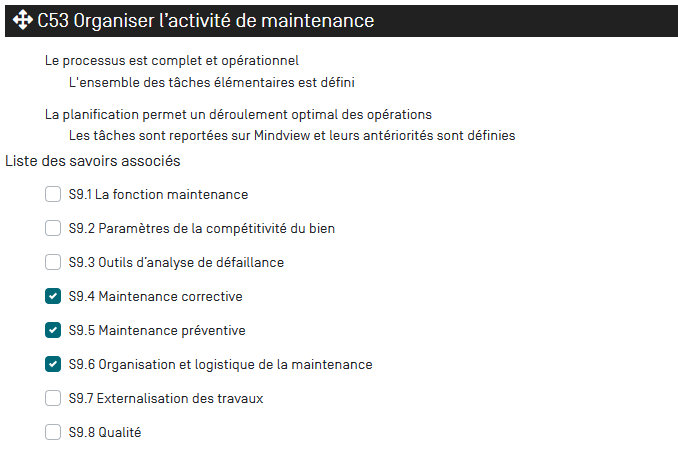 C53 Organiser l'activité de maintenance
Le processus est complet et opérationnel
L'ensemble des tâches élémentaires est défini
La planification permet un déroulement optimal des opérations
Les tâches sont reportées sur Mindview et leurs antériorités sont définies
Liste des savoirs associés
S9.1 La fonction maintenance
S9.2 Paramètres de la compétitivité du bien
S9.3 Outils d'analyse de défaillance
S9.4 Maintenance corrective
S9.5 Maintenance préventive
S9.6 Organisation et logistique de la maintenance
S9.7 Externalisation des travaux
S9.8 Qualité